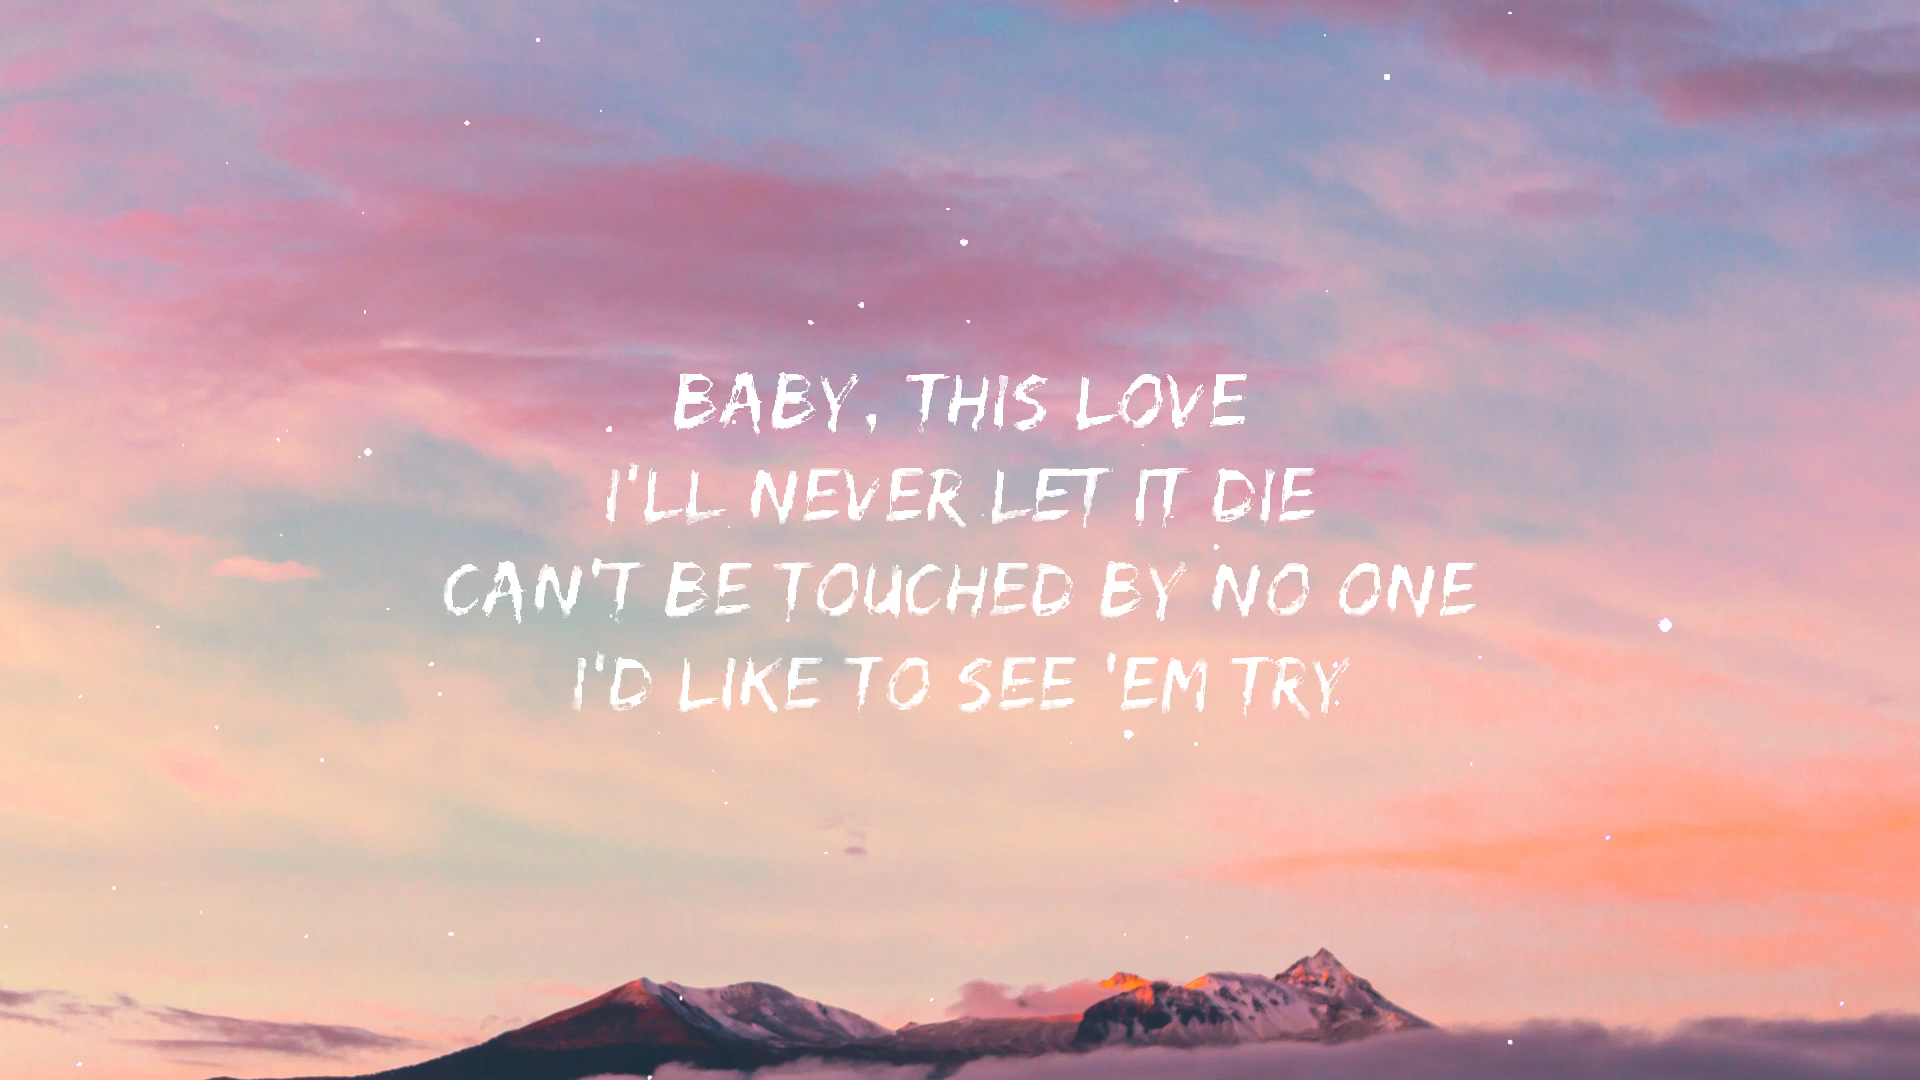 BABY, THIS LOVE
I'LL NEVER LET IT DIE
CAN'T BE TOUCHED BY NO ONE
I'D LIKE TO SEE 'EM TRY